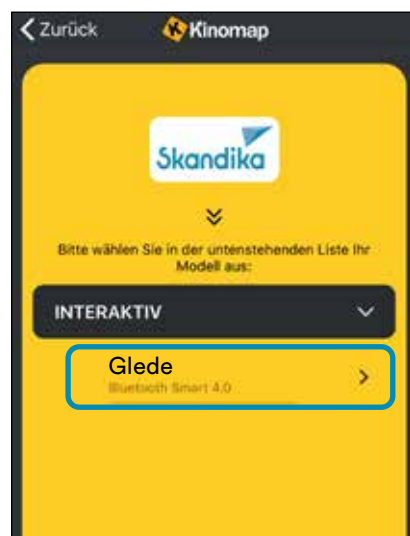 Zurück Kinomap
Skandika
Bitte wählen Sie in der untenstehenden Liste Ihr
Modell aus:
INTERAKTIV
Glede
Bluetooth Smart 4.0